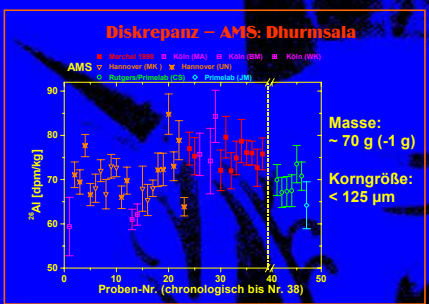 Diskrepanz – AMS: Dhurmsala
Menzhel 1993 Köln (MA) Köln (BM) Köln (WK)
AMS Hannover (MK ) Hannover (UN)
Rutgers/Primelab (CS) Primelab (JM)
90
80
70
60
50
26Al [dpm/kg]
0 10 20 30 40 50
Proben-Nr. (chronologisch bis Nr. 38)
Masse:
~ 70 g (-1 g)
Korngröße:
< 125 µm